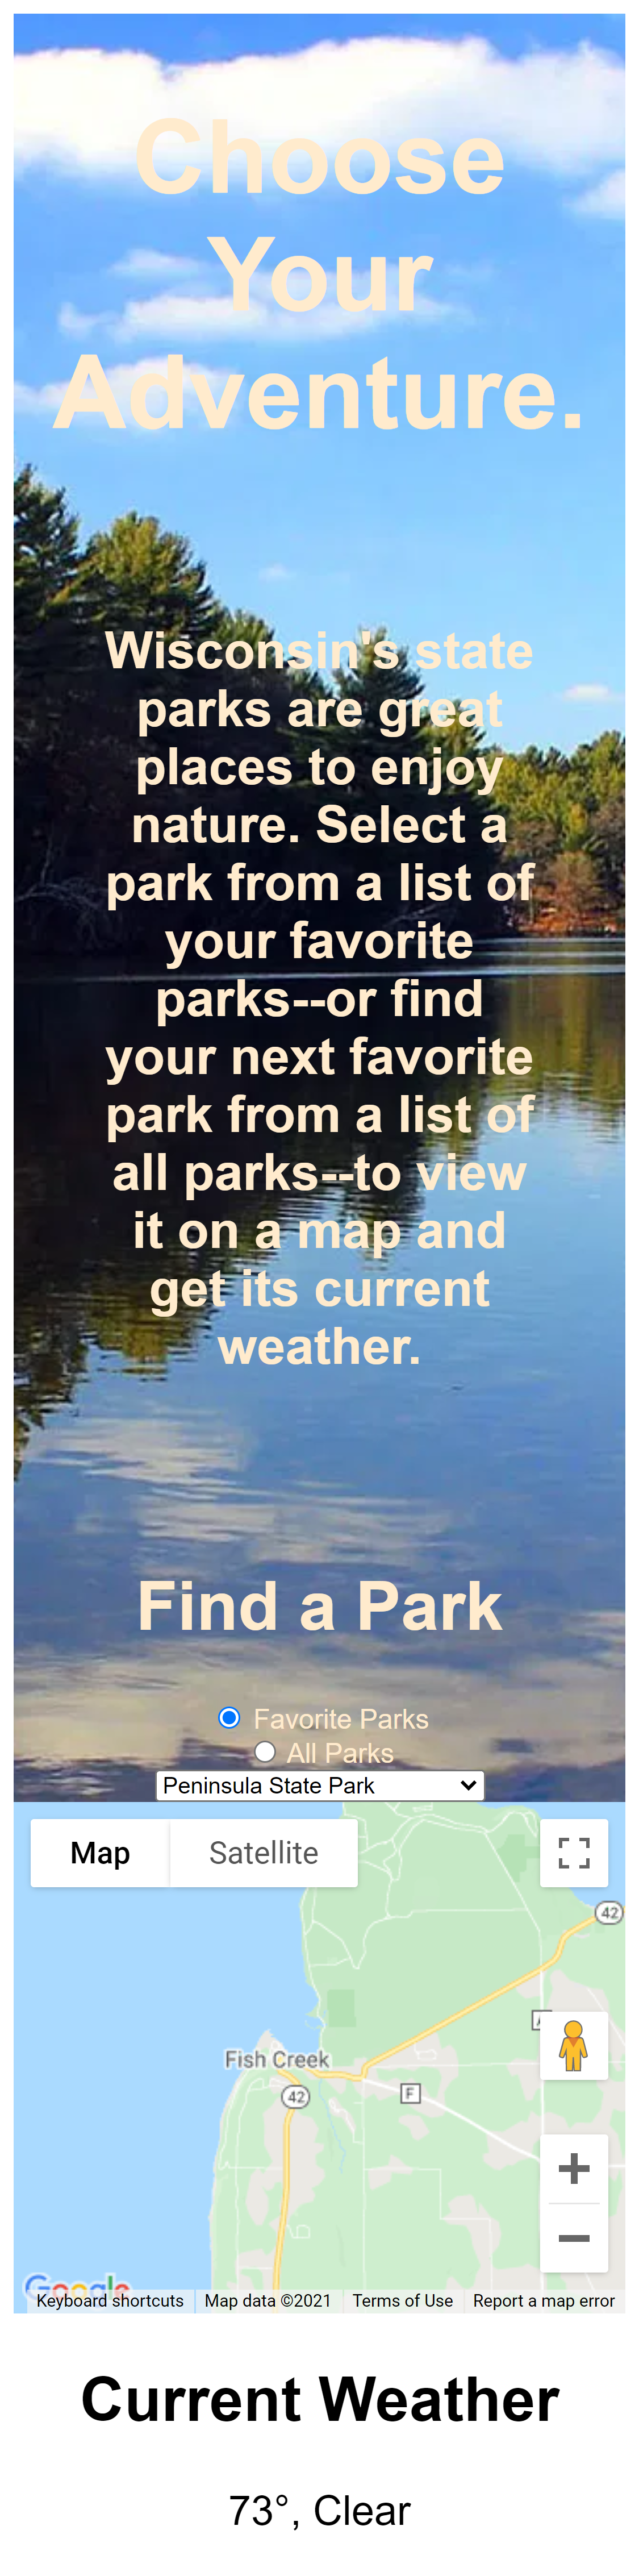 Choose
Your
Adventure.
Wisconsin's state
parks are great
places to enjoy
nature. Select a
park from a list of
your favorite
parks--or find
your next favorite
park from a list of
all parks--to view
it on a map and
get its current
weather.
Find a Park
Favorite Parks
All Parks
Peninsula State Park
Map Satellite
42
Fish Creek
42
F
Google
Keyboard shortcuts Map data ©2021 Terms of Use Report a map error
Current Weather
73°, Clear